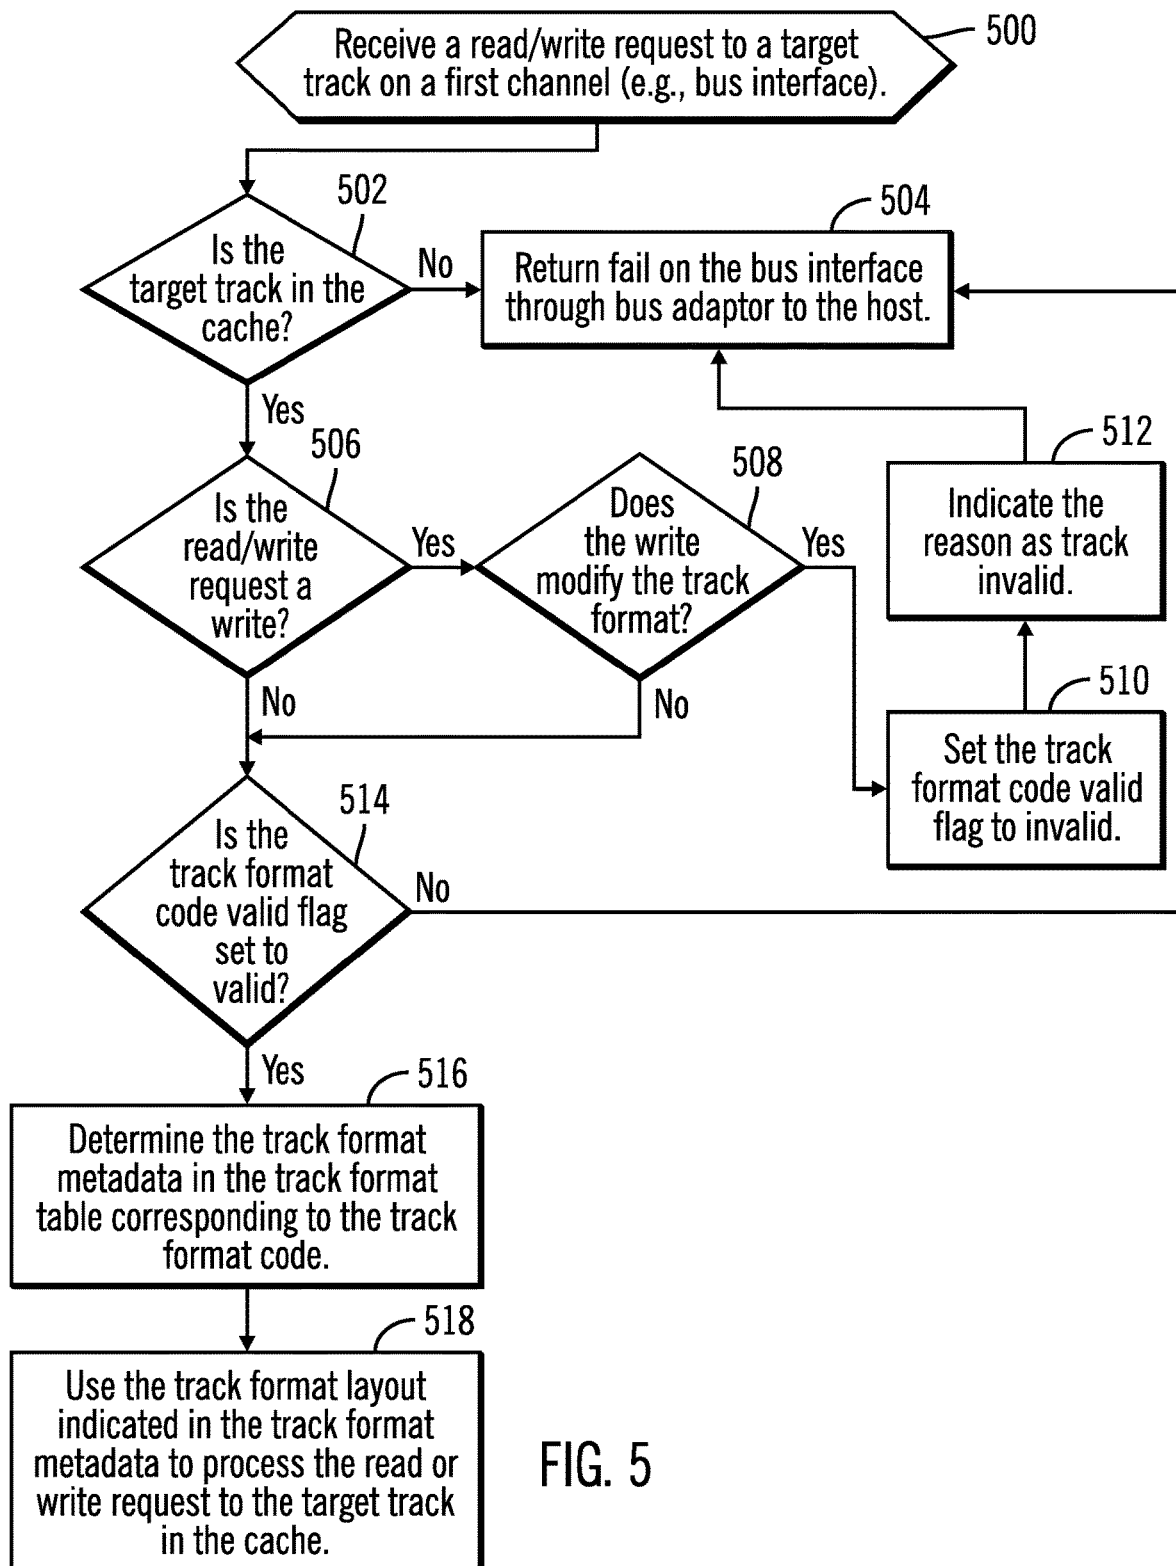 Receive a read/write request to a target
track on a first channel (e.g., bus interface).
500
502
Is the
target track in the
cache?
No
504
Return fail on the bus interface
through bus adaptor to the host.
Yes
506
Is the
read/write
request a
write?
Yes
508
Does
the write
modify the track
format?
Yes
512
Indicate the
reason as track
invalid.
No
No
510
Set the track
format code valid
flag to invalid.
514
Is the
track format
code valid flag
set to
valid?
No
Yes
516
Determine the track format
metadata in the track format
table corresponding to the track
format code.
518
Use the track format layout
indicated in the track format
metadata to process the read or
write request to the target track
in the cache.
FIG. 5